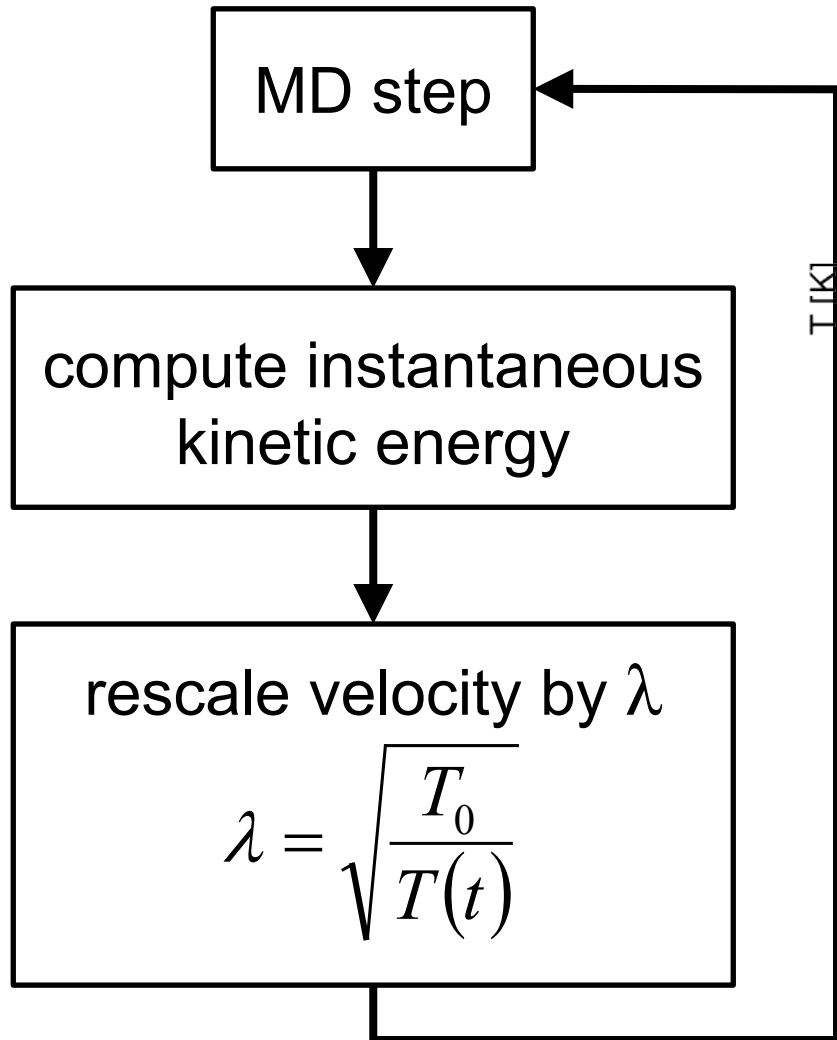 MD step
T [K]
compute instantaneous
kinetic energy
rescale velocity by λ
λ = √(T₀ / T(t))